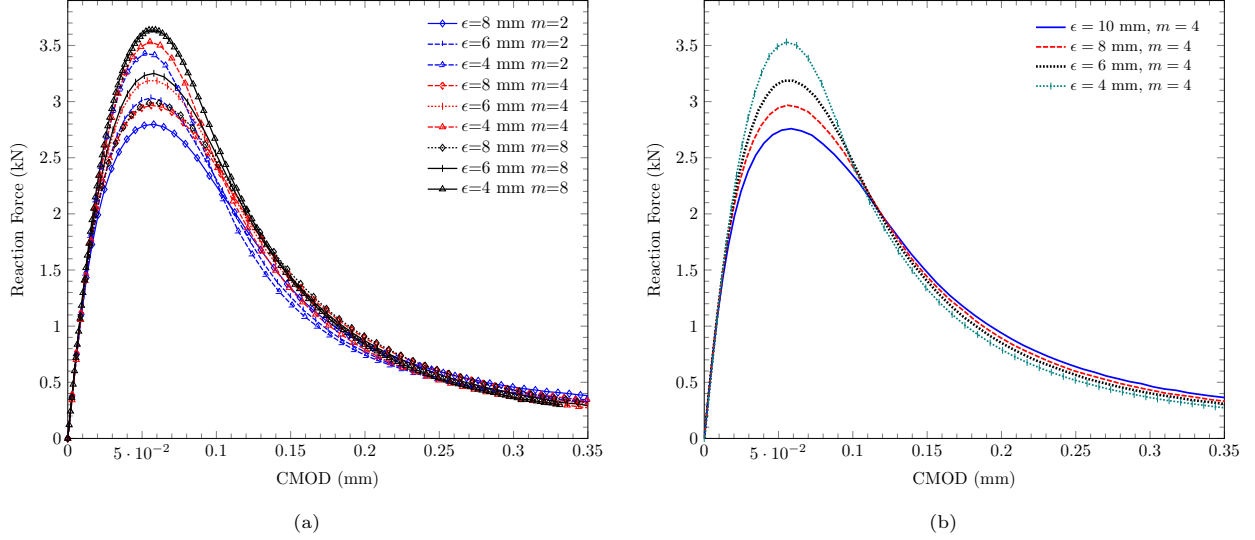 3.5
3
2.5
2
1.5
1
0.5
0
Reaction Force (kN)
0
5 · 10⁻²
0.1
0.15
0.2
0.25
0.3
0.35
CMOD (mm)
ϵ=8 mm m=2
ϵ=6 mm m=2
ϵ=4 mm m=2
ϵ=8 mm m=4
ϵ=6 mm m=4
ϵ=4 mm m=4
ϵ=8 mm m=8
ϵ=6 mm m=8
ϵ=4 mm m=8
(a)
3.5
3
2.5
2
1.5
1
0.5
0
Reaction Force (kN)
0
5 · 10⁻²
0.1
0.15
0.2
0.25
0.3
0.35
CMOD (mm)
ϵ = 10 mm, m = 4
ϵ = 8 mm, m = 4
ϵ = 6 mm, m = 4
ϵ = 4 mm, m = 4
(b)